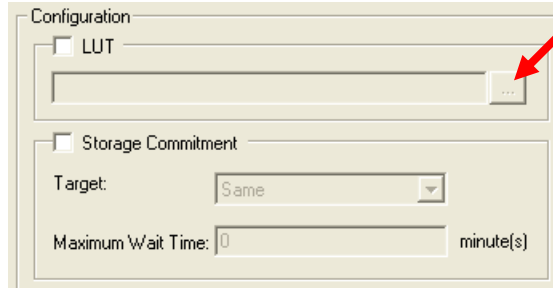 Configuration
LUT
...
Storage Commitment
Target: Same
Maximum Wait Time: 0 minute(s)